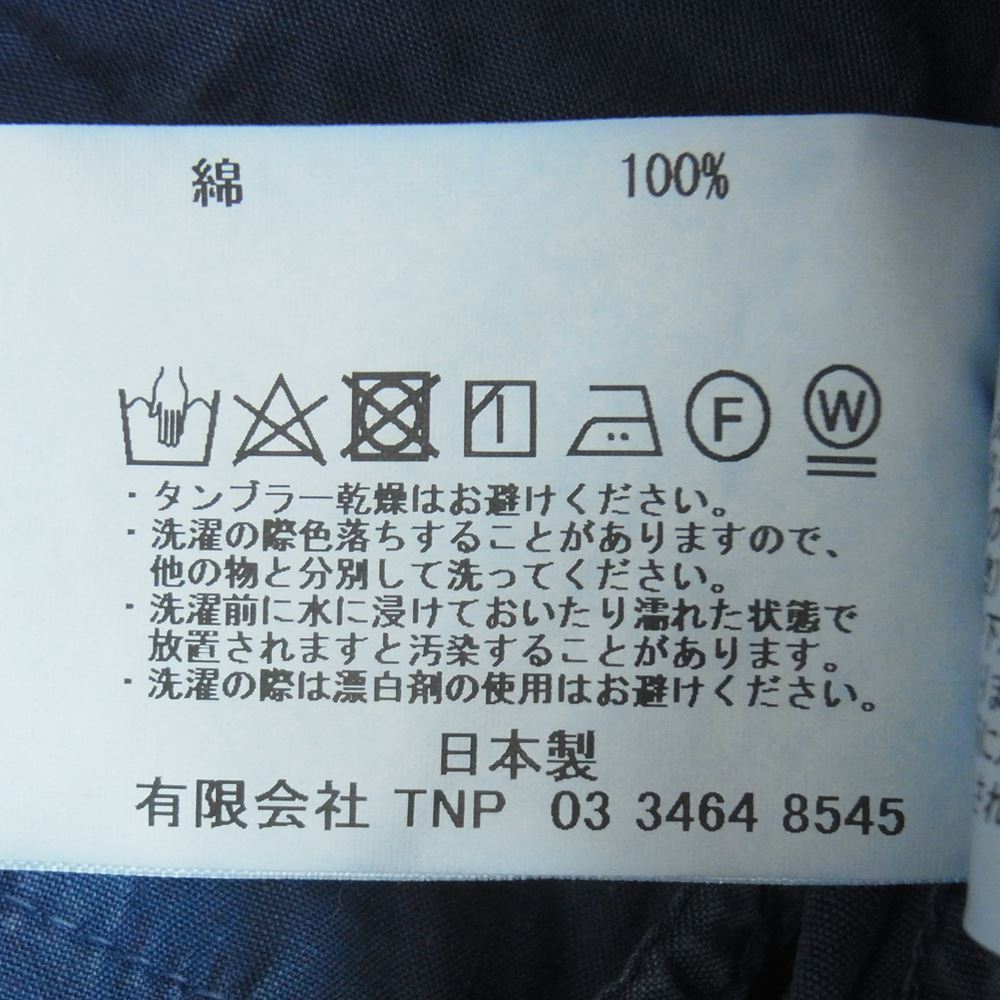 綿 100%
F W
・タンブラー乾燥はお避けください。
・洗濯の際色落ちすることがありますので、
他の物と分別して洗ってください。
・洗濯前に水に浸けておいたり濡れた状態で
放置されますと汚染することがあります。
・洗濯の際は漂白剤の使用はお避けください。
日本製
有限会社 TNP 03 3464 8545